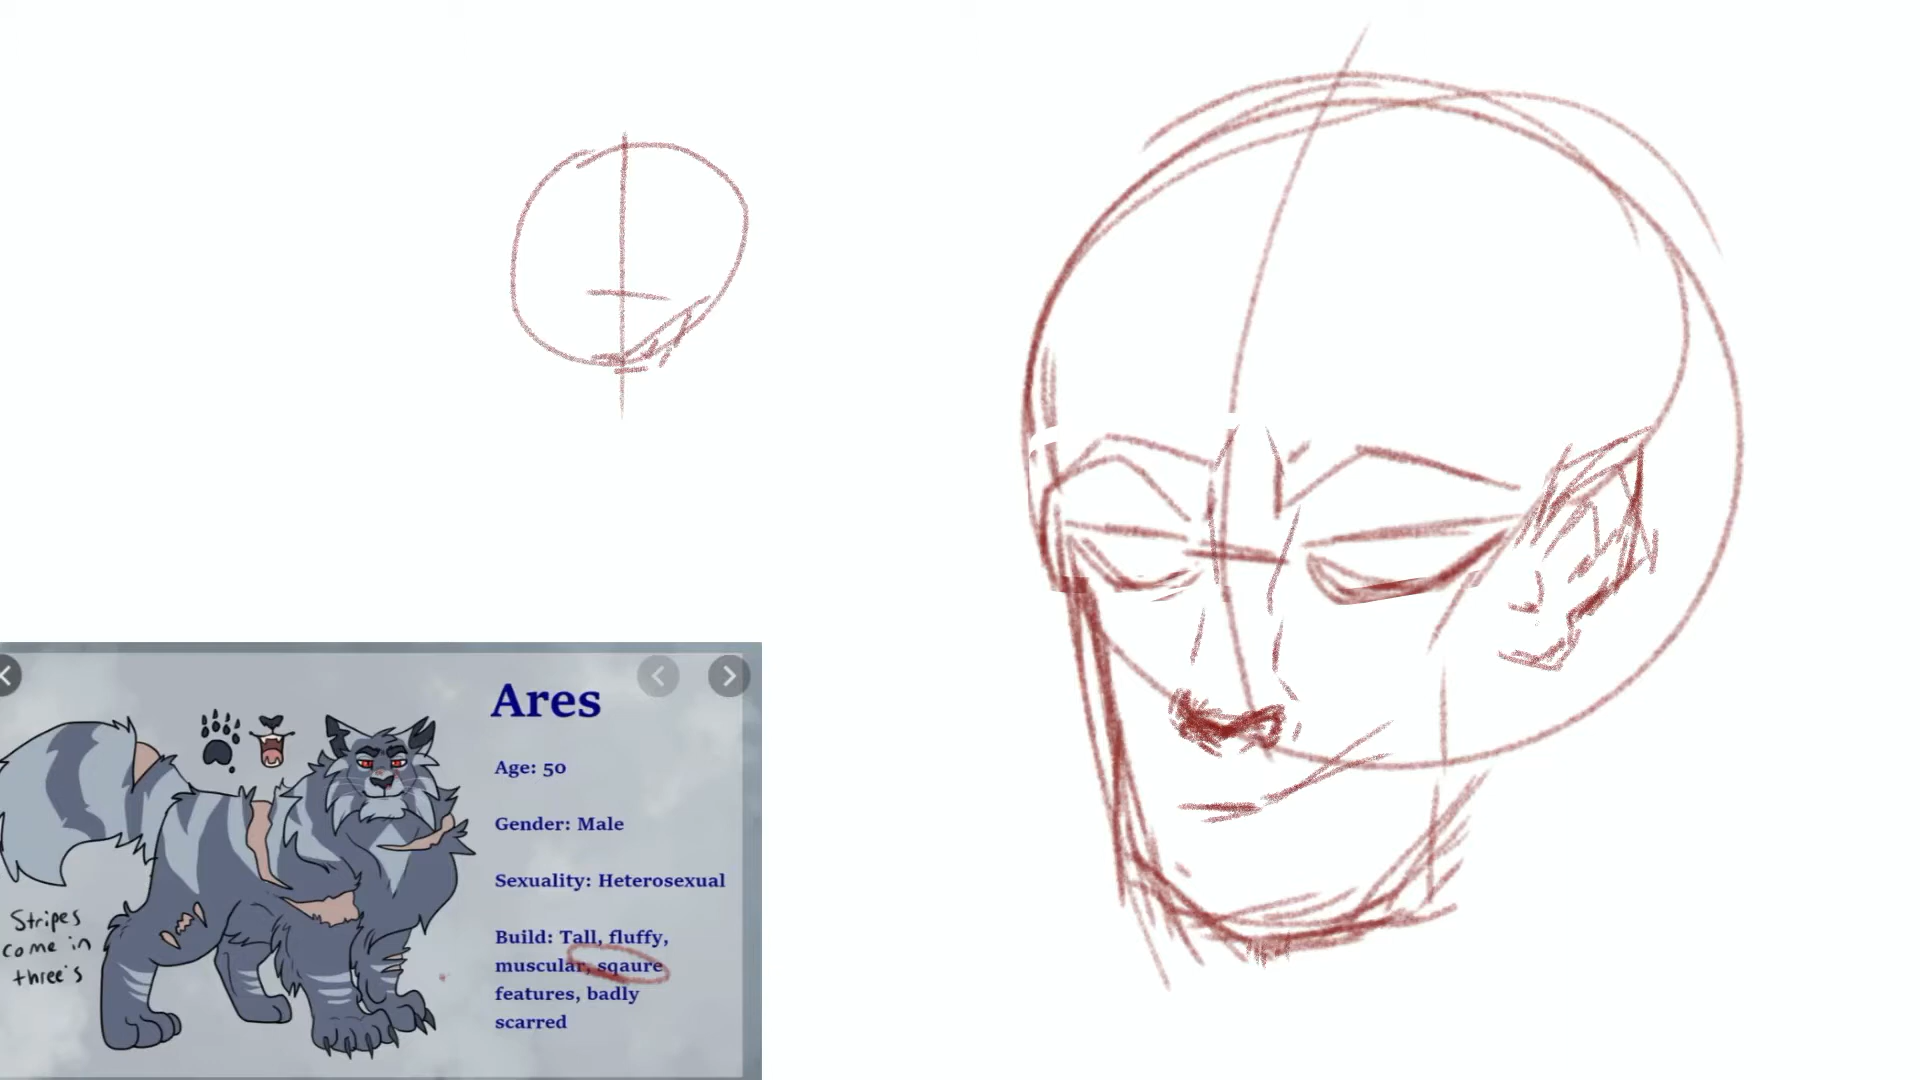 Ares
Age: 50
Gender: Male
Sexuality: Heterosexual
Build: Tall, fluffy,
muscular, sqaure
features, badly
scarred
Stripes
come in
three's